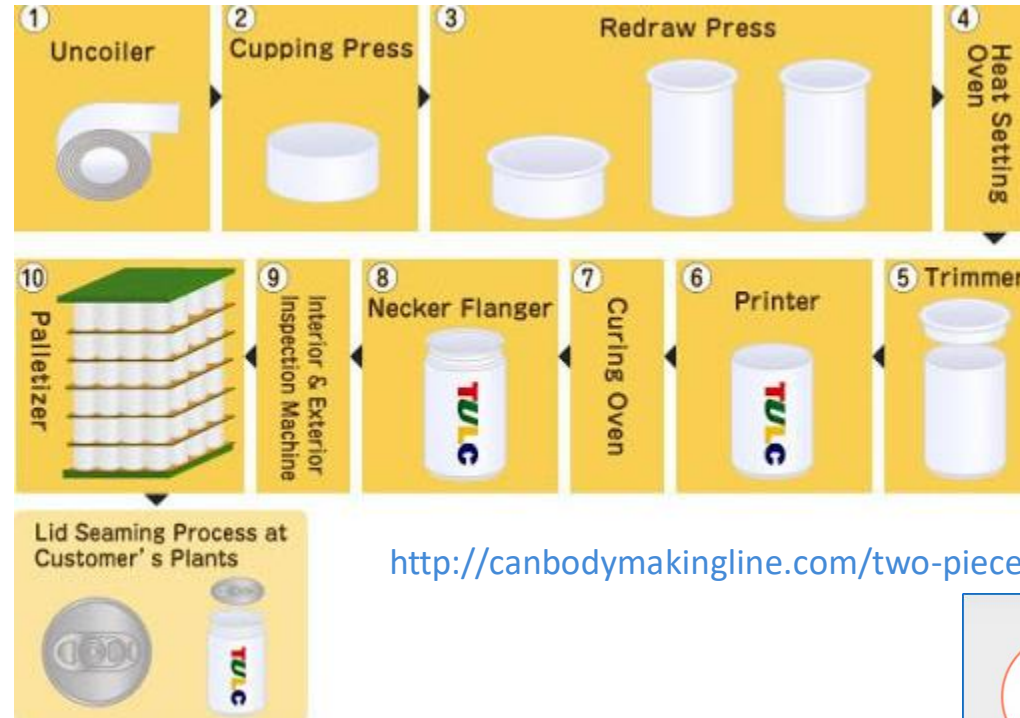 1
Uncoiler
2
Cupping Press
3
Redraw Press
4
Heat Setting
Oven
5 Trimmer
6
Printer
TULC
7
Curing Oven
8
Necker Flanger
TULC
9
Interior & Exterior
Inspection Machine
10
Palletizer
Lid Seaming Process at
Customer's Plants
TULC
http://canbodymakingline.com/two-piece